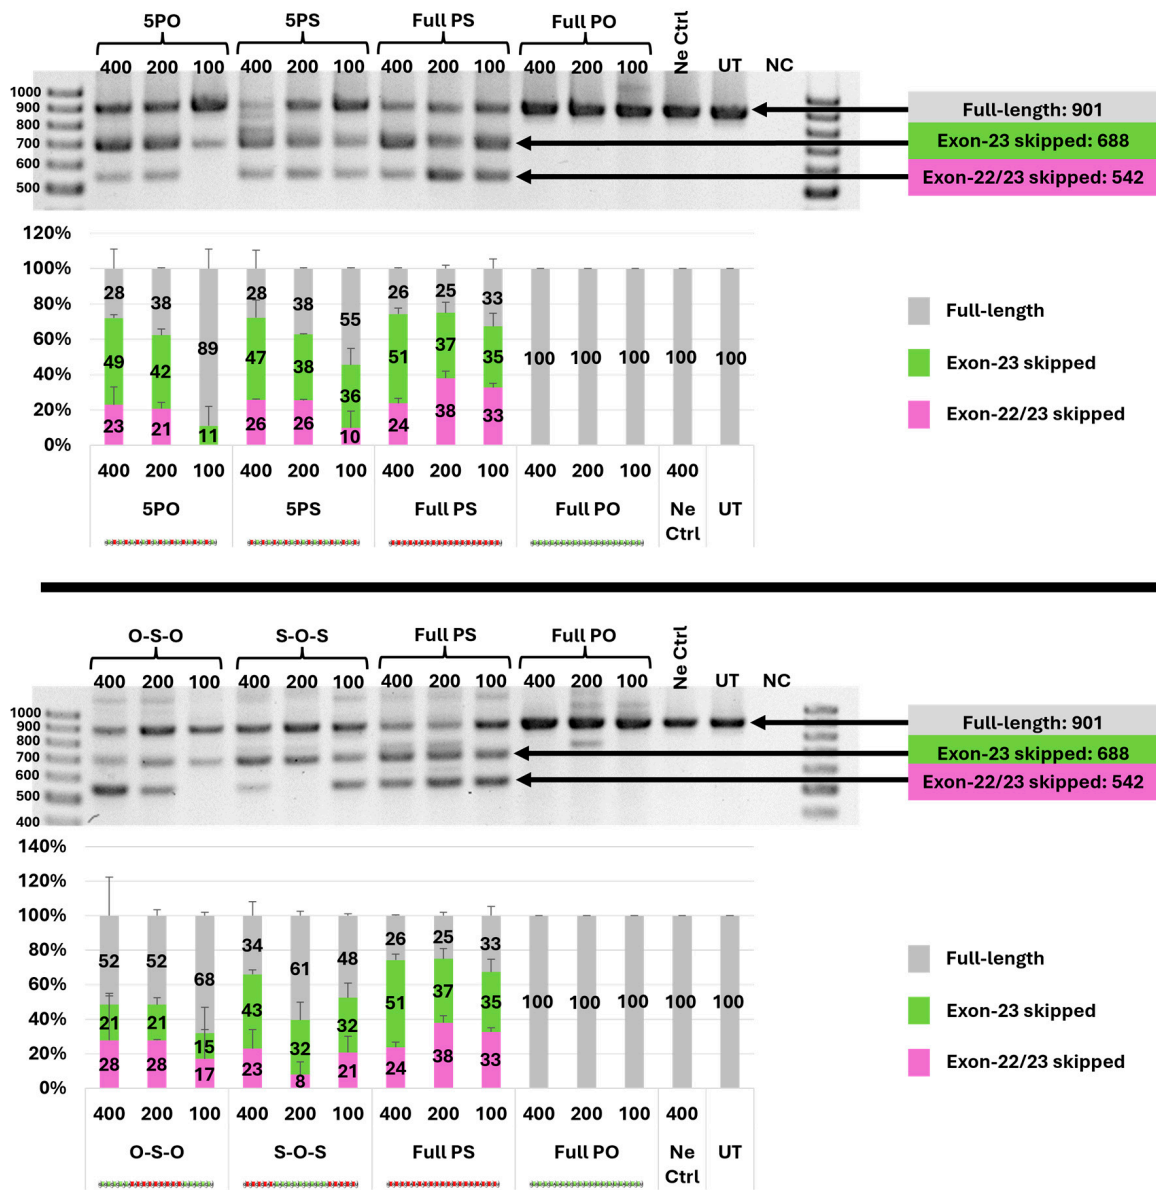 5PO 5PS Full PS Full PO Ne Ctrl UT NC
400 200 100 400 200 100 400 200 100 400 200 100
1000
900
800
700
600
500
Full-length: 901
Exon-23 skipped: 688
Exon-22/23 skipped: 542
120%
100%
80%
60%
40%
20%
0%
28 38 89 28 38 55 26 25 33
49 42 11 47 38 36 51 37 35
23 21 26 26 10 24 38 33
100 100 100 100 100
Full-length
Exon-23 skipped
Exon-22/23 skipped
400 200 100 400 200 100 400 200 100 400 200 100 400
5PO 5PS Full PS Full PO Ne Ctrl UT
O-S-O S-O-S Full PS Full PO Ne Ctrl UT NC
400 200 100 400 200 100 400 200 100 400 200 100
1000
900
800
700
600
500
400
Full-length: 901
Exon-23 skipped: 688
Exon-22/23 skipped: 542
140%
120%
100%
80%
60%
40%
20%
0%
52 52 68 34 61 48 26 25 33
21 21 15 43 32 32 51 37 35
28 28 17 23 8 21 24 38 33
100 100 100 100 100
Full-length
Exon-23 skipped
Exon-22/23 skipped
400 200 100 400 200 100 400 200 100 400 200 100 400
O-S-O S-O-S Full PS Full PO Ne Ctrl UT